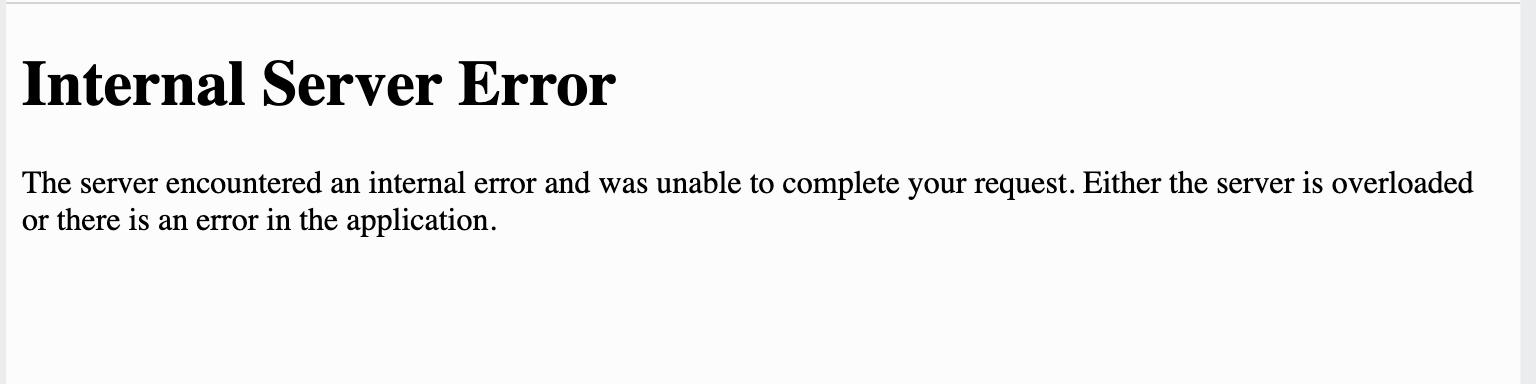 Internal Server Error
The server encountered an internal error and was unable to complete your request. Either the server is overloaded
or there is an error in the application.